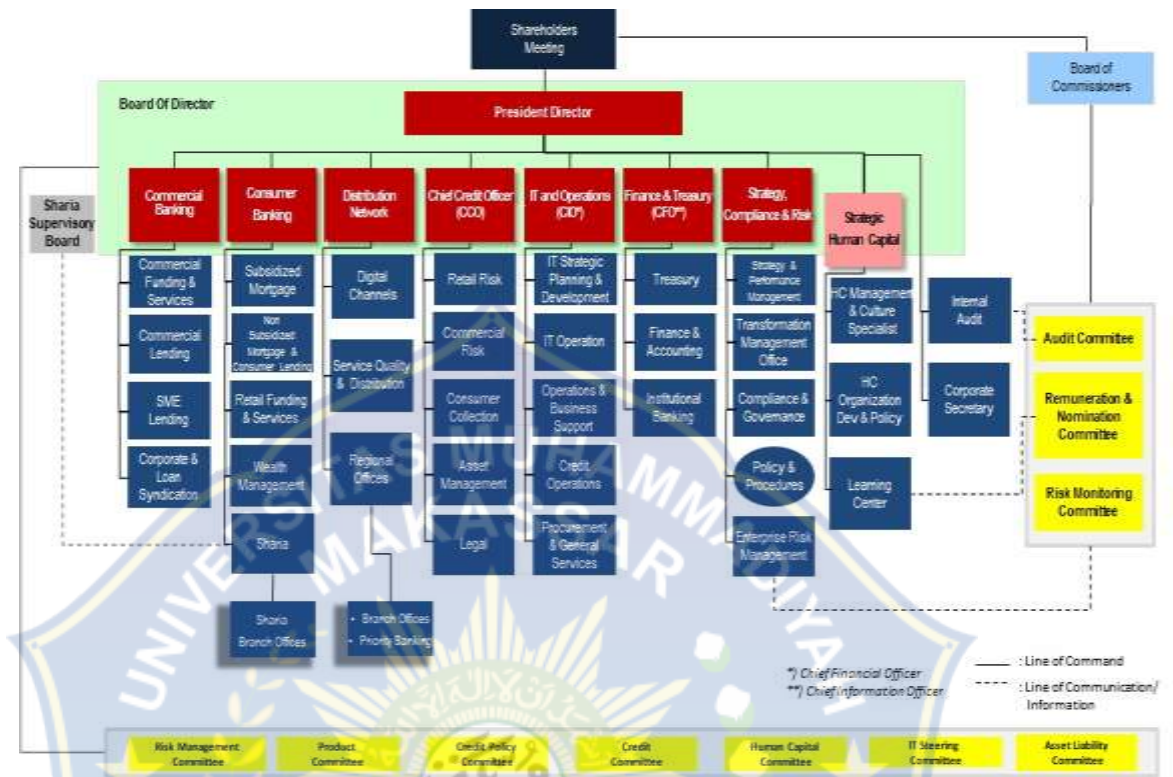 Shareholders
Meeting
Board of
Commissioners
Board Of Director
President Director
Sharia
Supervisory
Board
Commercial
Banking
Consumer
Banking
Distribution
Network
Chief Credit Officer
(CCO)
IT and Operations
(CIO*)
Finance & Treasury
(CFO**)
Strategy,
Compliance & Risk
Strategic
Human Capital
Commercial
Funding &
Services
Commercial
Lending
SME
Lending
Corporate &
Loan
Syndication
Subsidized
Mortgage
Non
Subsidized
Mortgage &
Consumer Lending
Retail Funding
& Services
Wealth
Management
Sharia
Sharia
Branch Offices
Digital
Channels
Service Quality
& Distribution
Regional
Offices
• Branch Offices
• Priority Banking
Retail Risk
Commercial
Risk
Consumer
Collection
Asset
Management
Legal
IT Strategic
Planning &
Development
IT Operation
Operations &
Business
Support
Credit
Operations
Procurement
& General
Services
Treasury
Finance &
Accounting
Institutional
Banking
Strategy &
Performance
Management
Transformation
Management
Office
Compliance &
Governance
Policy &
Procedures
Enterprise Risk
Management
HC Management
& Culture
Specialist
HC
Organization
Dev & Policy
Learning
Center
Internal
Audit
Corporate
Secretary
Audit Committee
Remuneration &
Nomination
Committee
Risk Monitoring
Committee
*) Chief Financial Officer
**) Chief Information Officer
: Line of Command
: Line of Communication/
Information
Risk Management
Committee
Product
Committee
Credit Policy
Committee
Credit
Committee
Human Capital
Committee
IT Steering
Committee
Asset Liability
Committee
UNIVERSITAS MUHAMMADIYAH
MAKASSAR